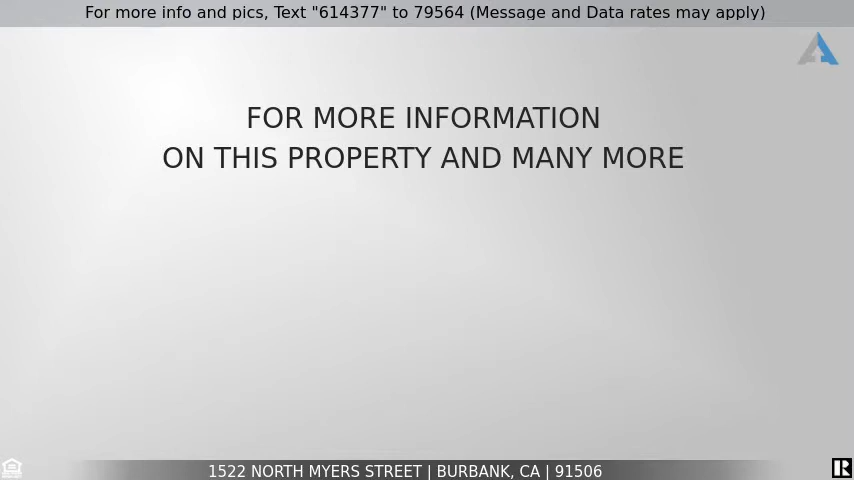 For more info and pics, Text "614377" to 79564 (Message and Data rates may apply)
FOR MORE INFORMATION
ON THIS PROPERTY AND MANY MORE
1522 NORTH MYERS STREET | BURBANK, CA | 91506